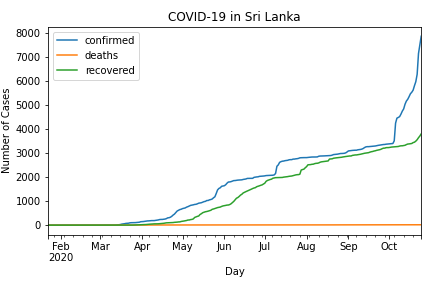 COVID-19 in Sri Lanka
confirmed
deaths
recovered
Number of Cases
8000
7000
6000
5000
4000
3000
2000
1000
0
Feb Mar Apr May Jun Jul Aug Sep Oct
2020
Day